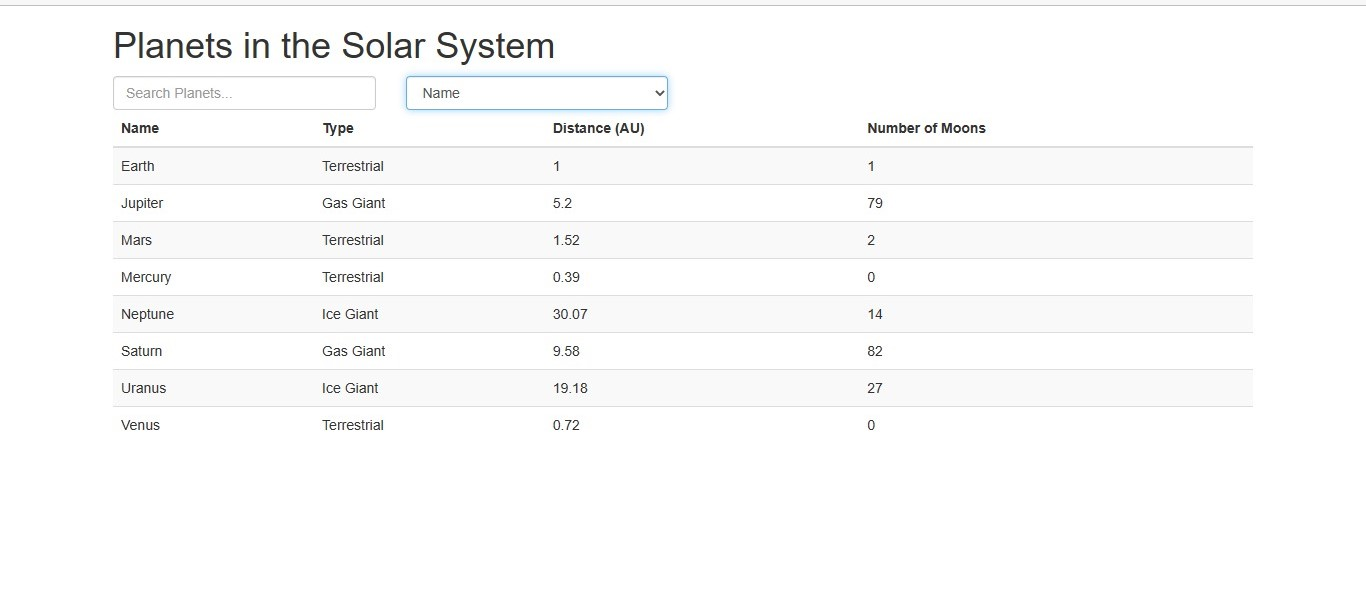 Planets in the Solar System
Search Planets... Name
Name Type Distance (AU) Number of Moons
Earth Terrestrial 1 1
Jupiter Gas Giant 5.2 79
Mars Terrestrial 1.52 2
Mercury Terrestrial 0.39 0
Neptune Ice Giant 30.07 14
Saturn Gas Giant 9.58 82
Uranus Ice Giant 19.18 27
Venus Terrestrial 0.72 0